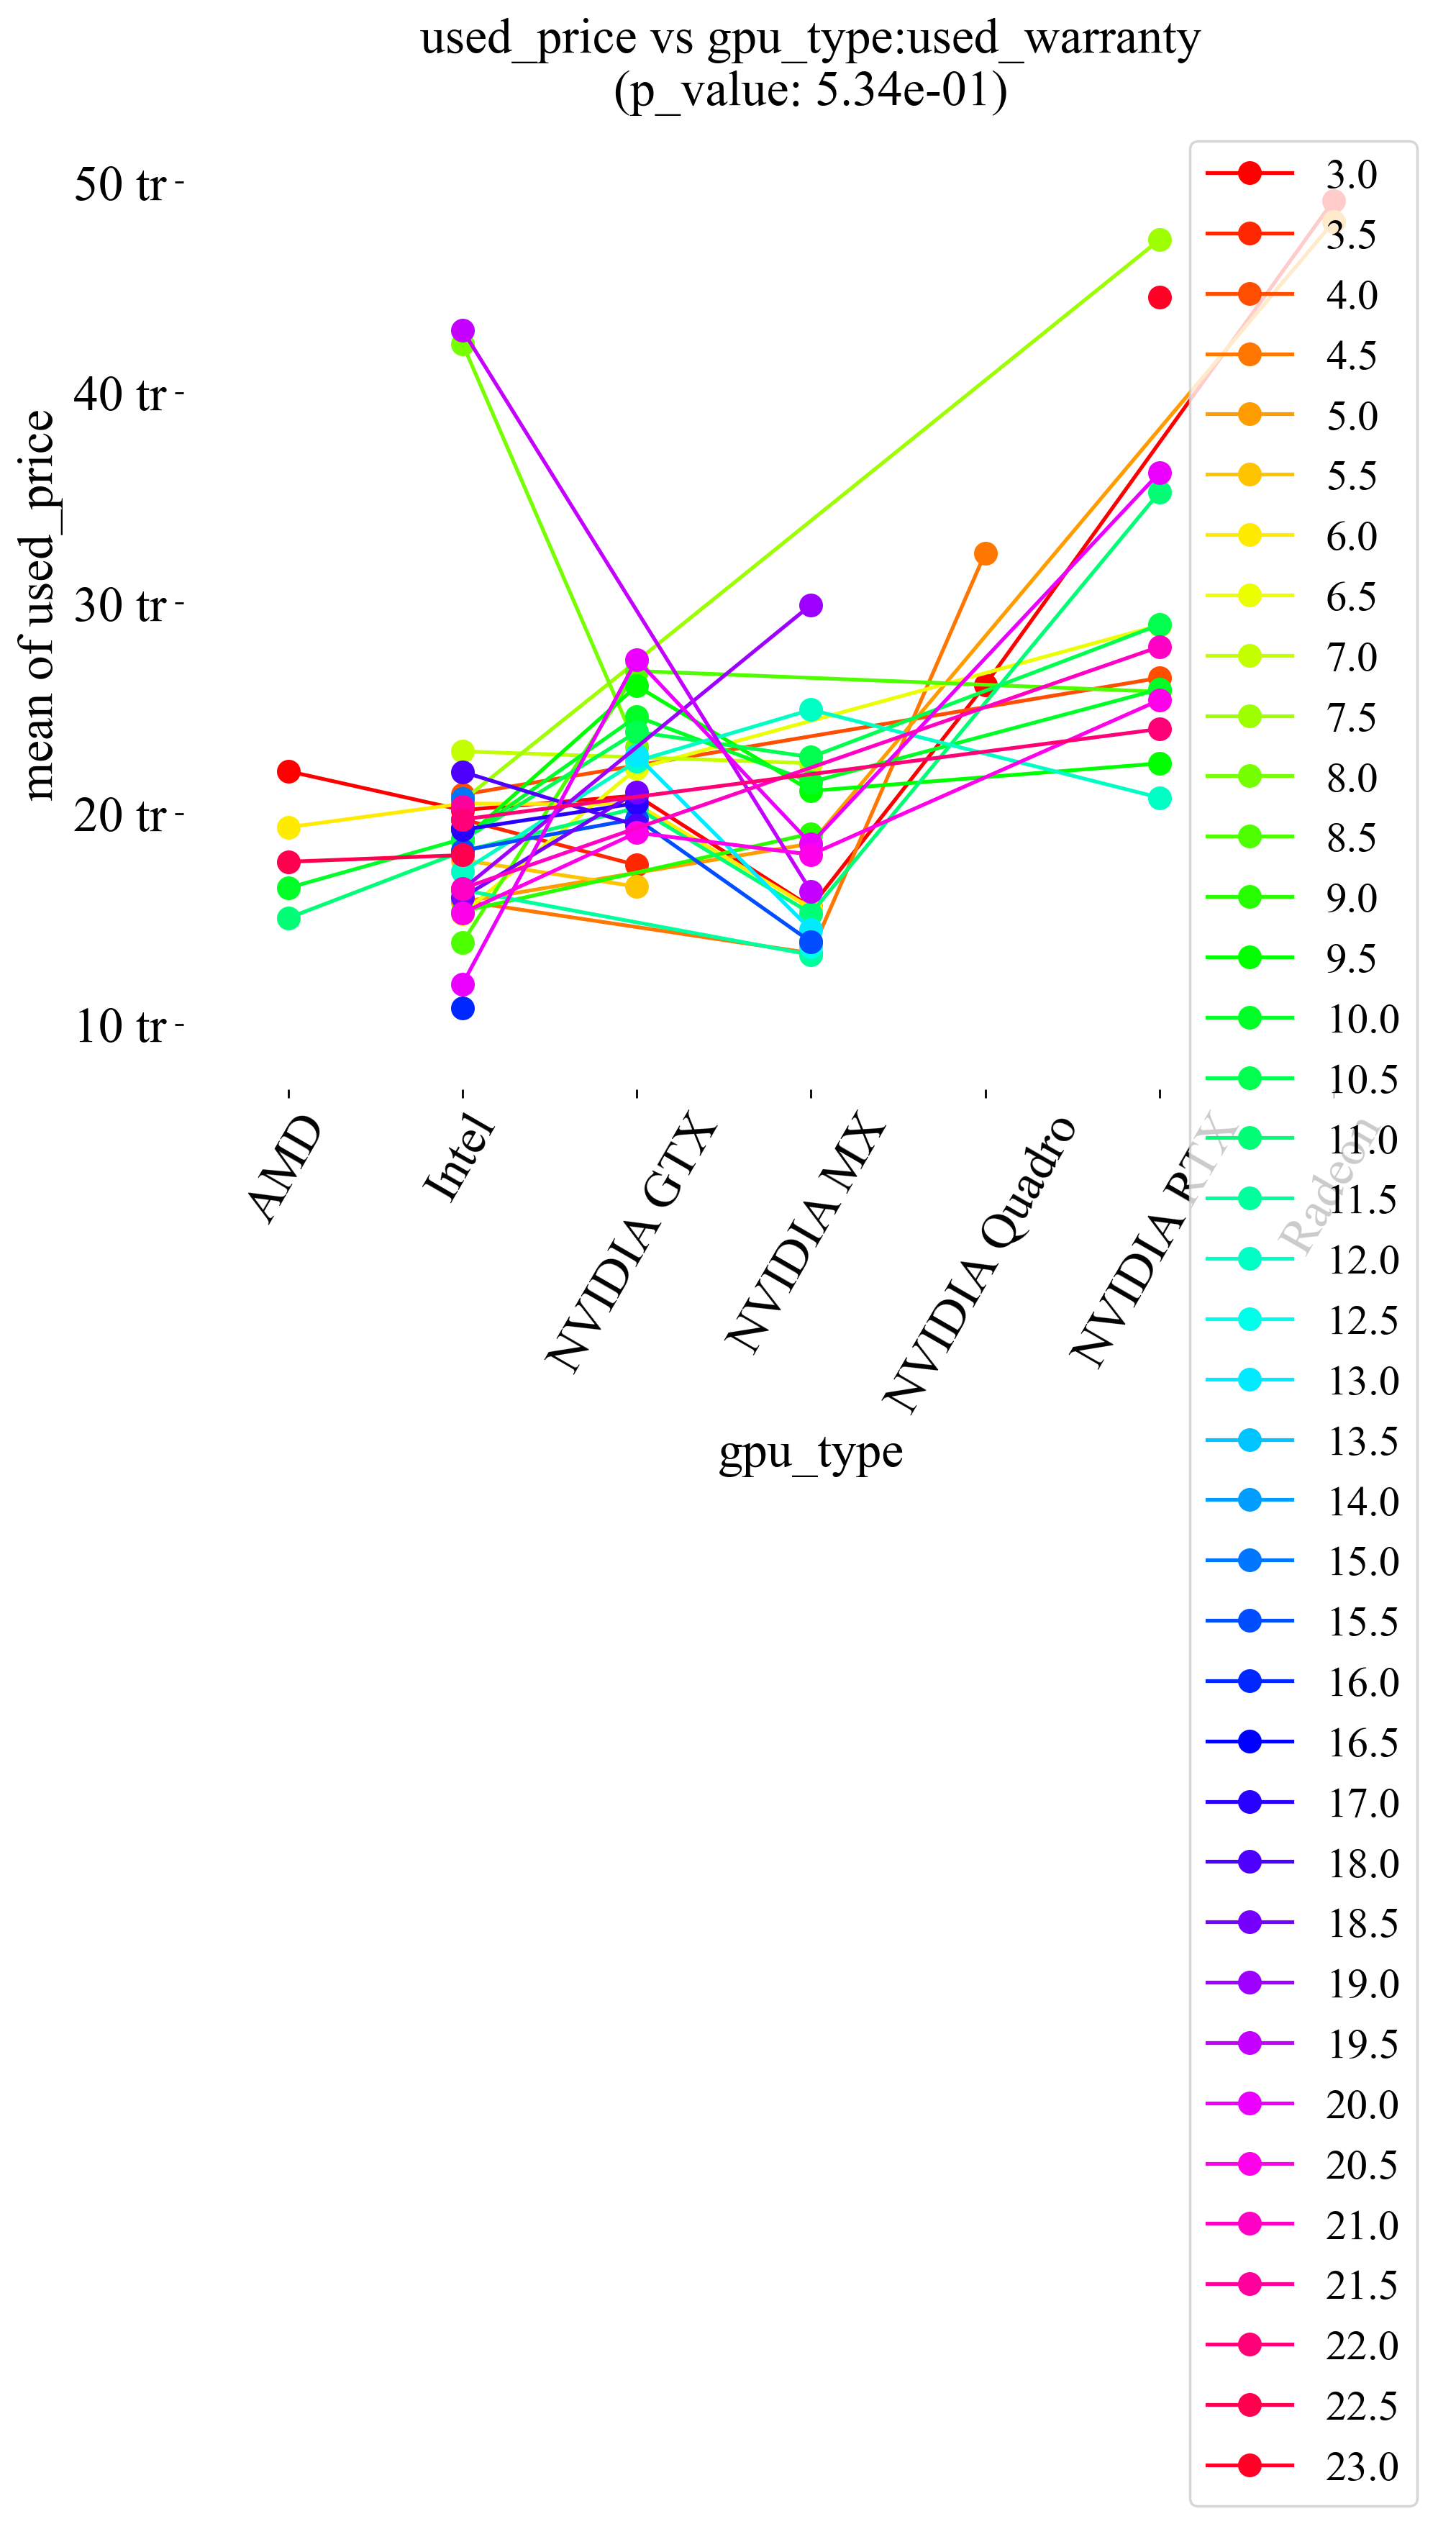 used_price vs gpu_type:used_warranty
(p_value: 5.34e-01)
mean of used_price
50 tr
40 tr
30 tr
20 tr
10 tr
AMD
Intel
NVIDIA GTX
NVIDIA MX
NVIDIA Quadro
NVIDIA RTX
Radeon
gpu_type
3.0
3.5
4.0
4.5
5.0
5.5
6.0
6.5
7.0
7.5
8.0
8.5
9.0
9.5
10.0
10.5
11.0
11.5
12.0
12.5
13.0
13.5
14.0
15.0
15.5
16.0
16.5
17.0
18.0
18.5
19.0
19.5
20.0
20.5
21.0
21.5
22.0
22.5
23.0